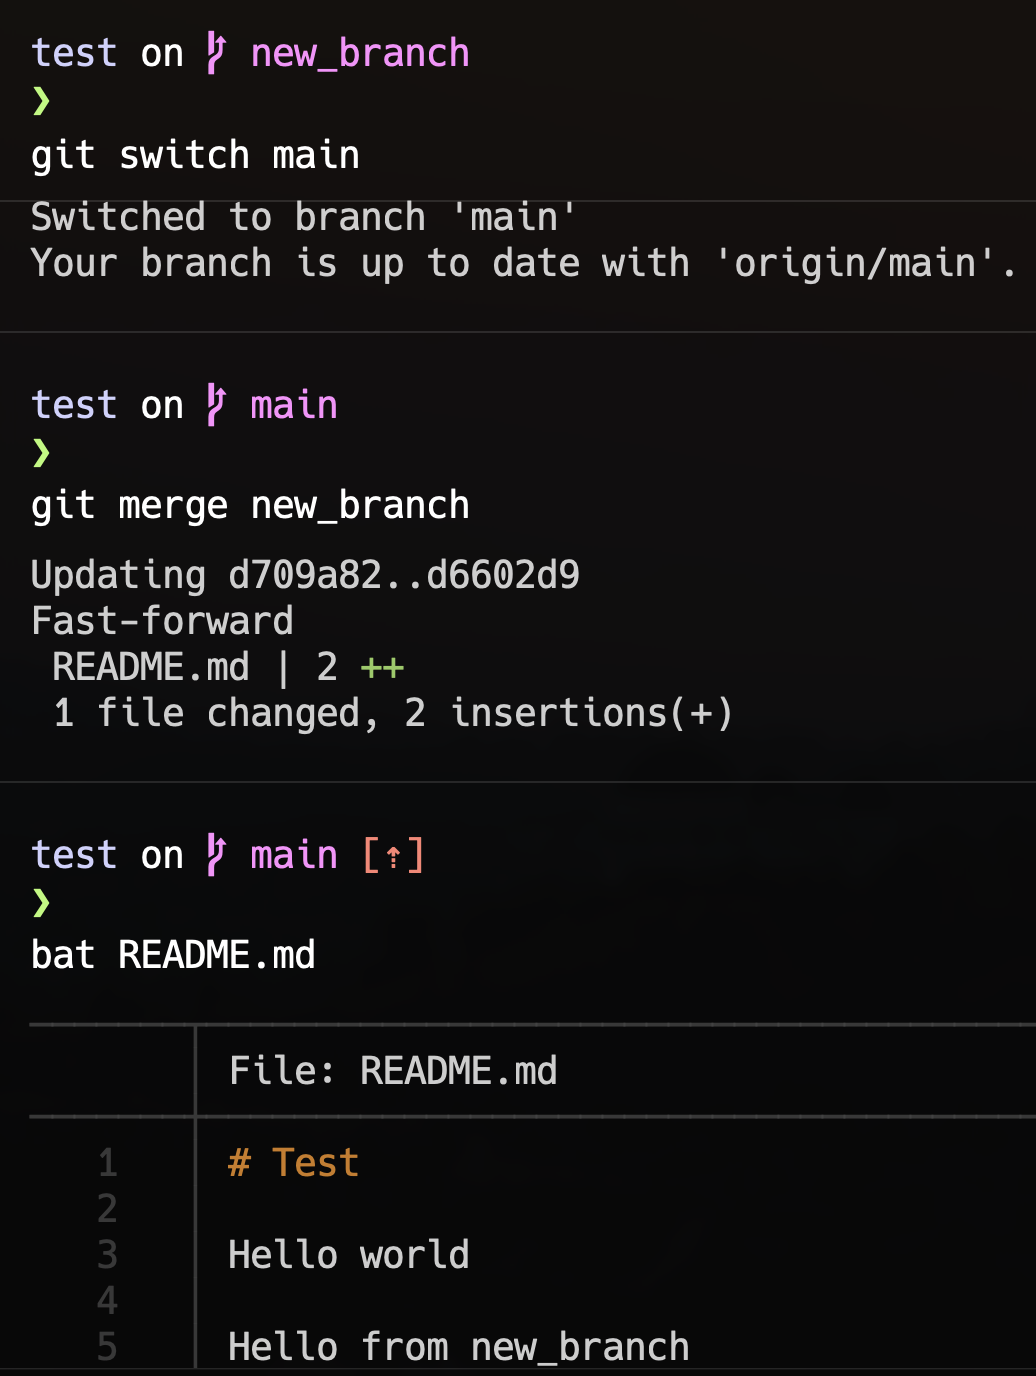 test on new_branch
❯
git switch main
Switched to branch 'main'
Your branch is up to date with 'origin/main'.
test on main
❯
git merge new_branch
Updating d709a82..d6602d9
Fast-forward
README.md | 2 ++
1 file changed, 2 insertions(+)
test on main [⇡]
❯
bat README.md
File: README.md
1 # Test
2
3 Hello world
4
5 Hello from new_branch